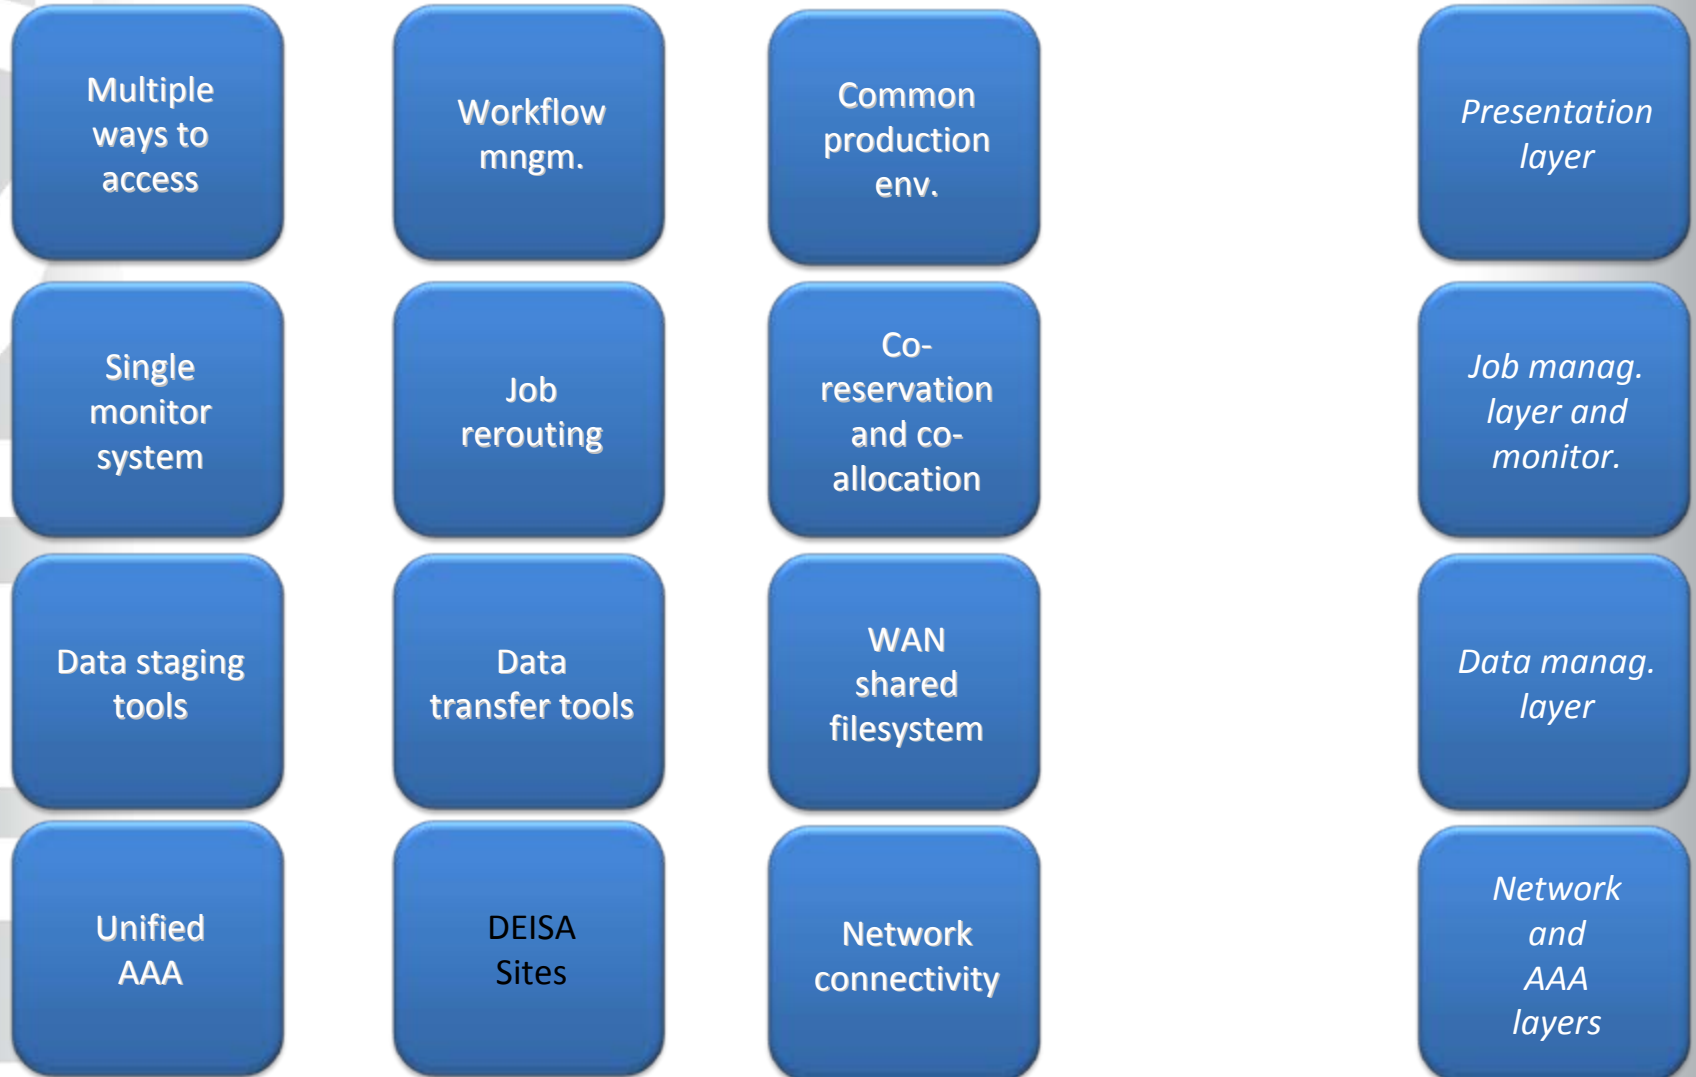 Multiple
ways to
access
Workflow
mngm.
Common
production
env.
Presentation
layer
Single
monitor
system
Job
rerouting
Co-
reservation
and co-
allocation
Job manag.
layer and
monitor.
Data staging
tools
Data
transfer tools
WAN
shared
filesystem
Data manag.
layer
Unified
AAA
DEISA
Sites
Network
connectivity
Network
and
AAA
layers